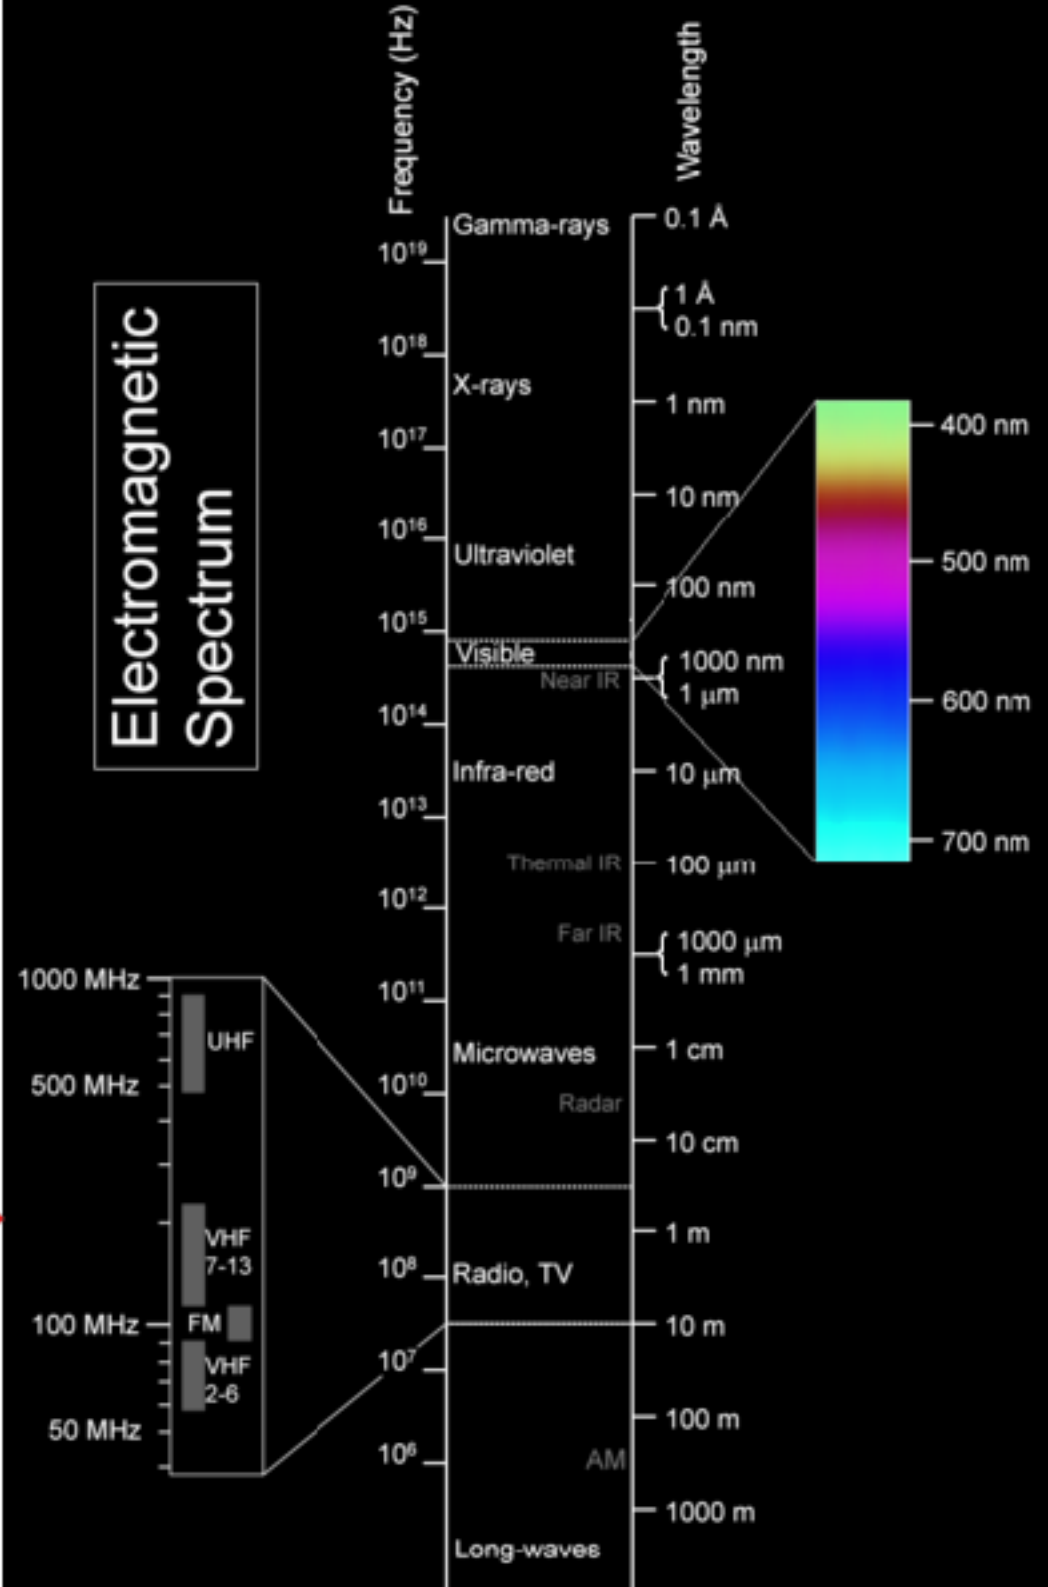 Frequency (Hz)
Wavelength
Electromagnetic
Spectrum
10¹⁹
10¹⁸
10¹⁷
10¹⁶
10¹⁵
10¹⁴
10¹³
10¹²
10¹¹
10¹⁰
10⁹
10⁸
10⁷
10⁶
Gamma-rays
X-rays
Ultraviolet
Visible
Near IR
Infra-red
Thermal IR
Far IR
Microwaves
Radar
Radio, TV
AM
Long-waves
0.1 Å
1 Å
0.1 nm
1 nm
10 nm
100 nm
1000 nm
1 μm
10 μm
100 μm
1000 μm
1 mm
1 cm
10 cm
1 m
10 m
100 m
1000 m
400 nm
500 nm
600 nm
700 nm
1000 MHz
500 MHz
100 MHz
50 MHz
UHF
VHF
7-13
FM
VHF
2-6